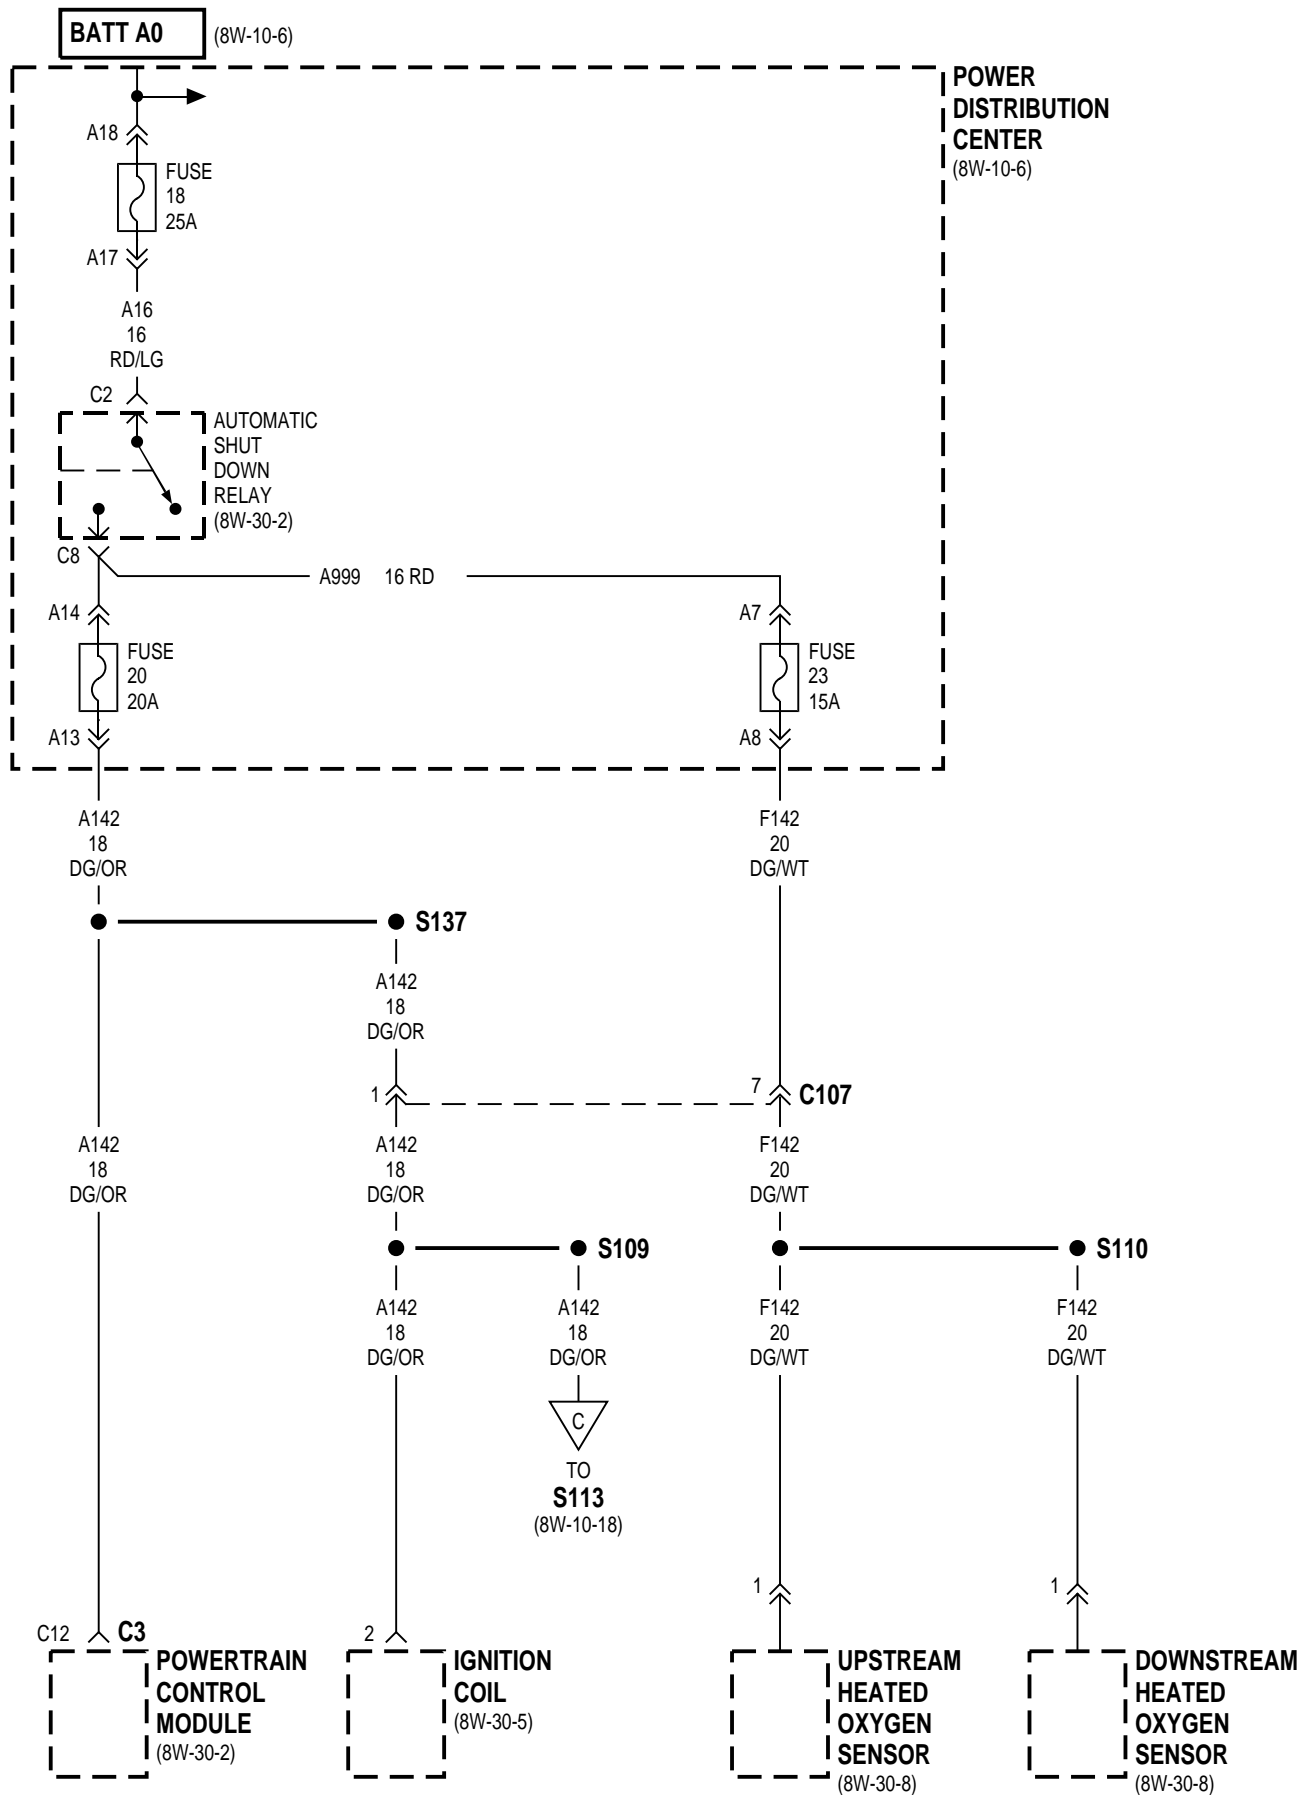 BATT A0
(8W-10-6)
POWER
DISTRIBUTION
CENTER
(8W-10-6)
A18
FUSE
18
25A
A17
A16
16
RD/LG
C2
AUTOMATIC
SHUT
DOWN
RELAY
(8W-30-2)
C8
A999 16 RD
A14
FUSE
20
20A
A13
A7
FUSE
23
15A
A8
A142
18
DG/OR
F142
20
DG/WT
S137
A142
18
DG/OR
1
7
C107
A142
18
DG/OR
A142
18
DG/OR
F142
20
DG/WT
S109
S110
A142
18
DG/OR
A142
18
DG/OR
F142
20
DG/WT
F142
20
DG/WT
C
TO
S113
(8W-10-18)
1
1
C12
C3
2
POWERTRAIN
CONTROL
MODULE
(8W-30-2)
IGNITION
COIL
(8W-30-5)
UPSTREAM
HEATED
OXYGEN
SENSOR
(8W-30-8)
DOWNSTREAM
HEATED
OXYGEN
SENSOR
(8W-30-8)